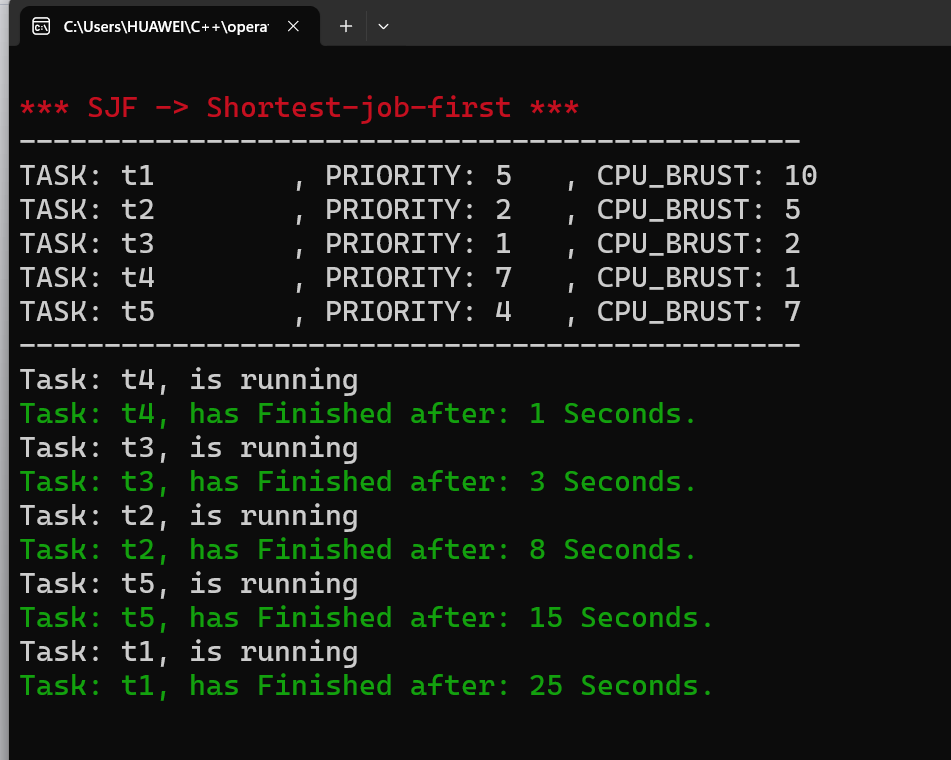 C:\Users\HUAWEI\C++\opera
*** SJF -> Shortest-job-first ***
----------------------------------------------
TASK: t1        , PRIORITY: 5   , CPU_BRUST: 10
TASK: t2        , PRIORITY: 2   , CPU_BRUST: 5
TASK: t3        , PRIORITY: 1   , CPU_BRUST: 2
TASK: t4        , PRIORITY: 7   , CPU_BRUST: 1
TASK: t5        , PRIORITY: 4   , CPU_BRUST: 7
----------------------------------------------
Task: t4, is running
Task: t4, has Finished after: 1 Seconds.
Task: t3, is running
Task: t3, has Finished after: 3 Seconds.
Task: t2, is running
Task: t2, has Finished after: 8 Seconds.
Task: t5, is running
Task: t5, has Finished after: 15 Seconds.
Task: t1, is running
Task: t1, has Finished after: 25 Seconds.